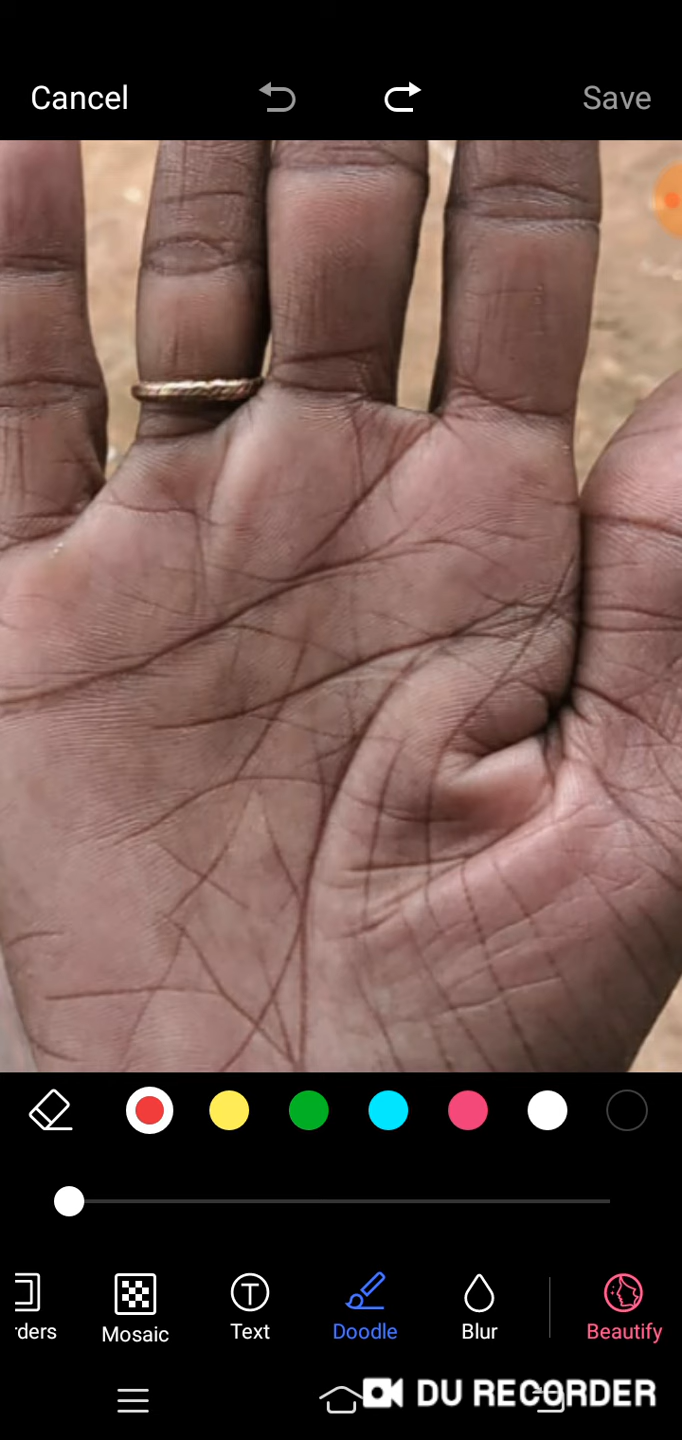 Cancel
Save
rders
Mosaic
Text
Doodle
Blur
Beautify
DU RECORDER